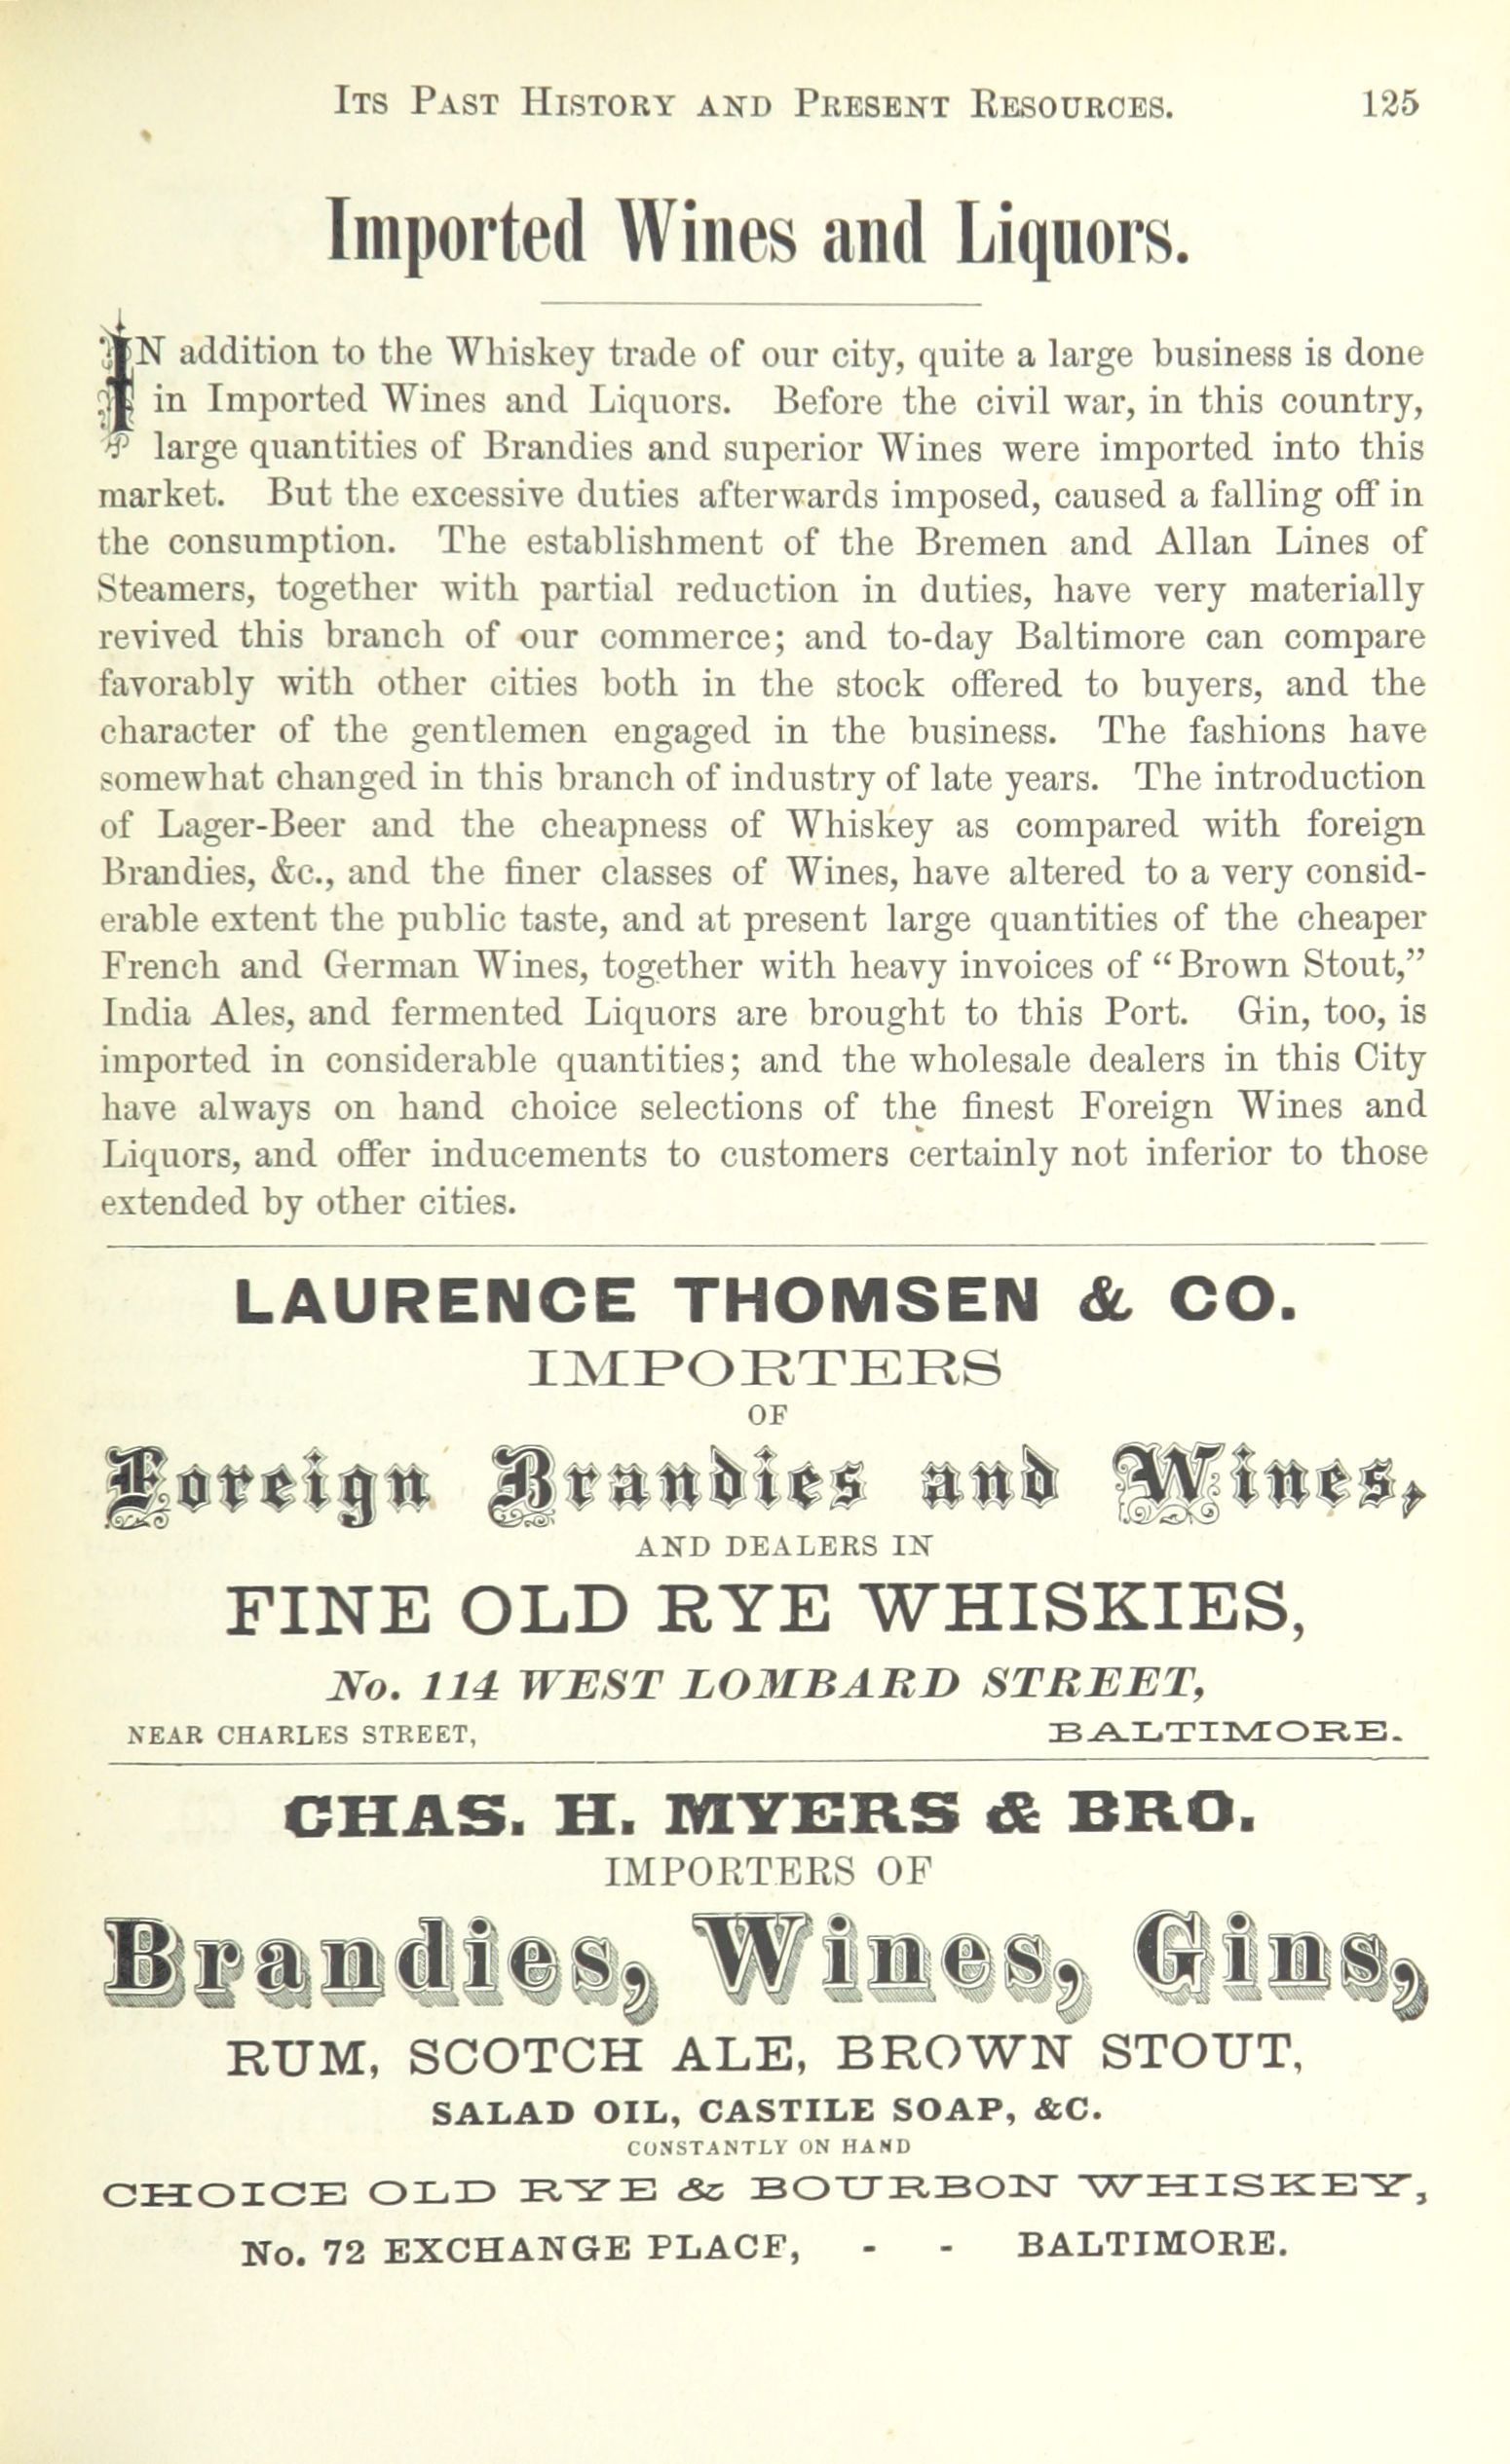 Its Past History and Present Resources. 125
Imported Wines and Liquors.
IN addition to the Whiskey trade of our city, quite a large business is done
in Imported Wines and Liquors. Before the civil war, in this country,
large quantities of Brandies and superior Wines were imported into this
market. But the excessive duties afterwards imposed, caused a falling off in
the consumption. The establishment of the Bremen and Allan Lines of
Steamers, together with partial reduction in duties, have very materially
revived this branch of our commerce; and to-day Baltimore can compare
favorably with other cities both in the stock offered to buyers, and the
character of the gentlemen engaged in the business. The fashions have
somewhat changed in this branch of industry of late years. The introduction
of Lager-Beer and the cheapness of Whiskey as compared with foreign
Brandies, &c., and the finer classes of Wines, have altered to a very consid-
erable extent the public taste, and at present large quantities of the cheaper
French and German Wines, together with heavy invoices of “Brown Stout,”
India Ales, and fermented Liquors are brought to this Port. Gin, too, is
imported in considerable quantities; and the wholesale dealers in this City
have always on hand choice selections of the finest Foreign Wines and
Liquors, and offer inducements to customers certainly not inferior to those
extended by other cities.
LAURENCE THOMSEN & CO.
IMPORTERS
OF
Foreign Brandies and Wines,
AND DEALERS IN
FINE OLD RYE WHISKIES,
No. 114 WEST LOMBARD STREET,
NEAR CHARLES STREET, BALTIMORE.
CHAS. H. MYERS & BRO.
IMPORTERS OF
Brandies, Wines, Gins,
RUM, SCOTCH ALE, BROWN STOUT,
SALAD OIL, CASTILE SOAP, &C.
CONSTANTLY ON HAND
CHOICE OLD RYE & BOURBON WHISKEY,
No. 72 EXCHANGE PLACE, - - BALTIMORE.